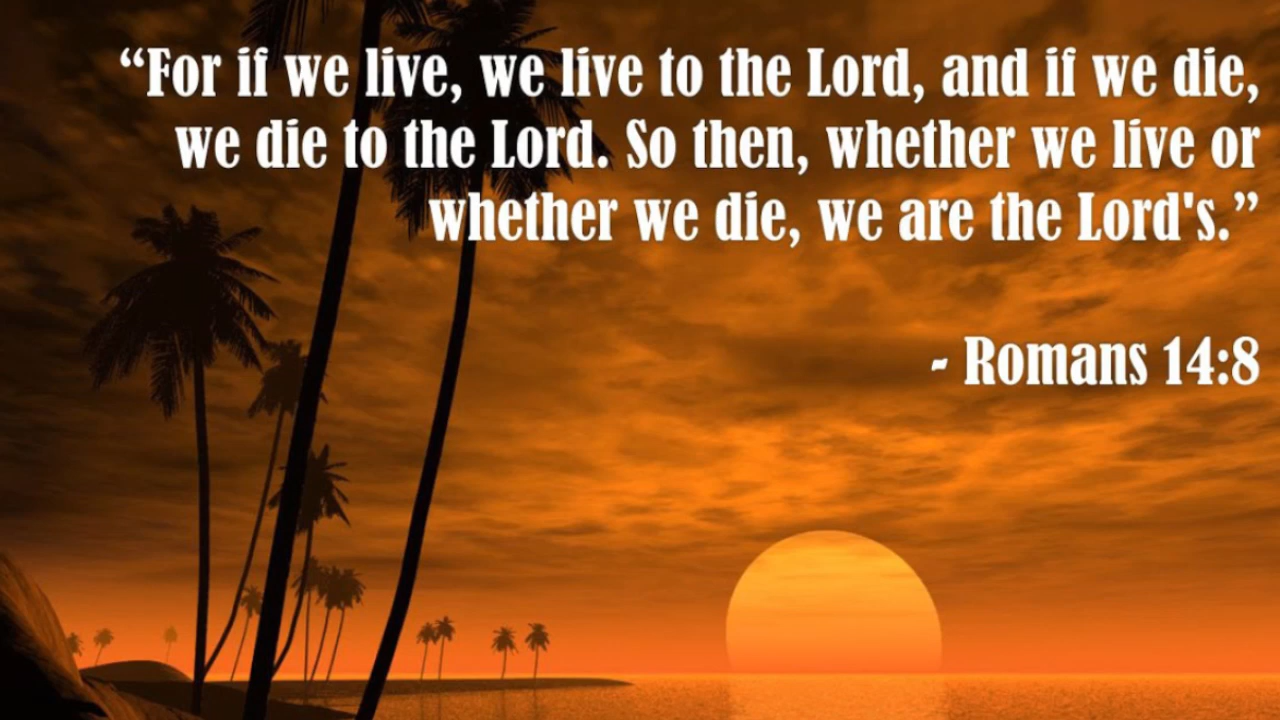 “For if we live, we live to the Lord, and if we die,
we die to the Lord. So then, whether we live or
whether we die, we are the Lord's.”
- Romans 14:8